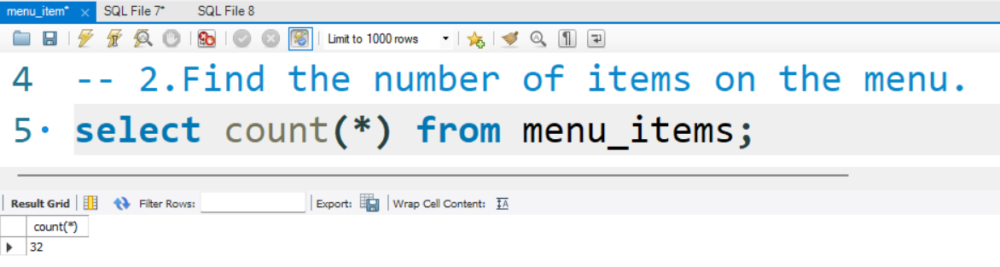 menu_item* SQL File 7* SQL File 8
Limit to 1000 rows
4 -- 2.Find the number of items on the menu.
5 select count(*) from menu_items;
Result Grid Filter Rows: Export: Wrap Cell Content: IA
count(*)
32